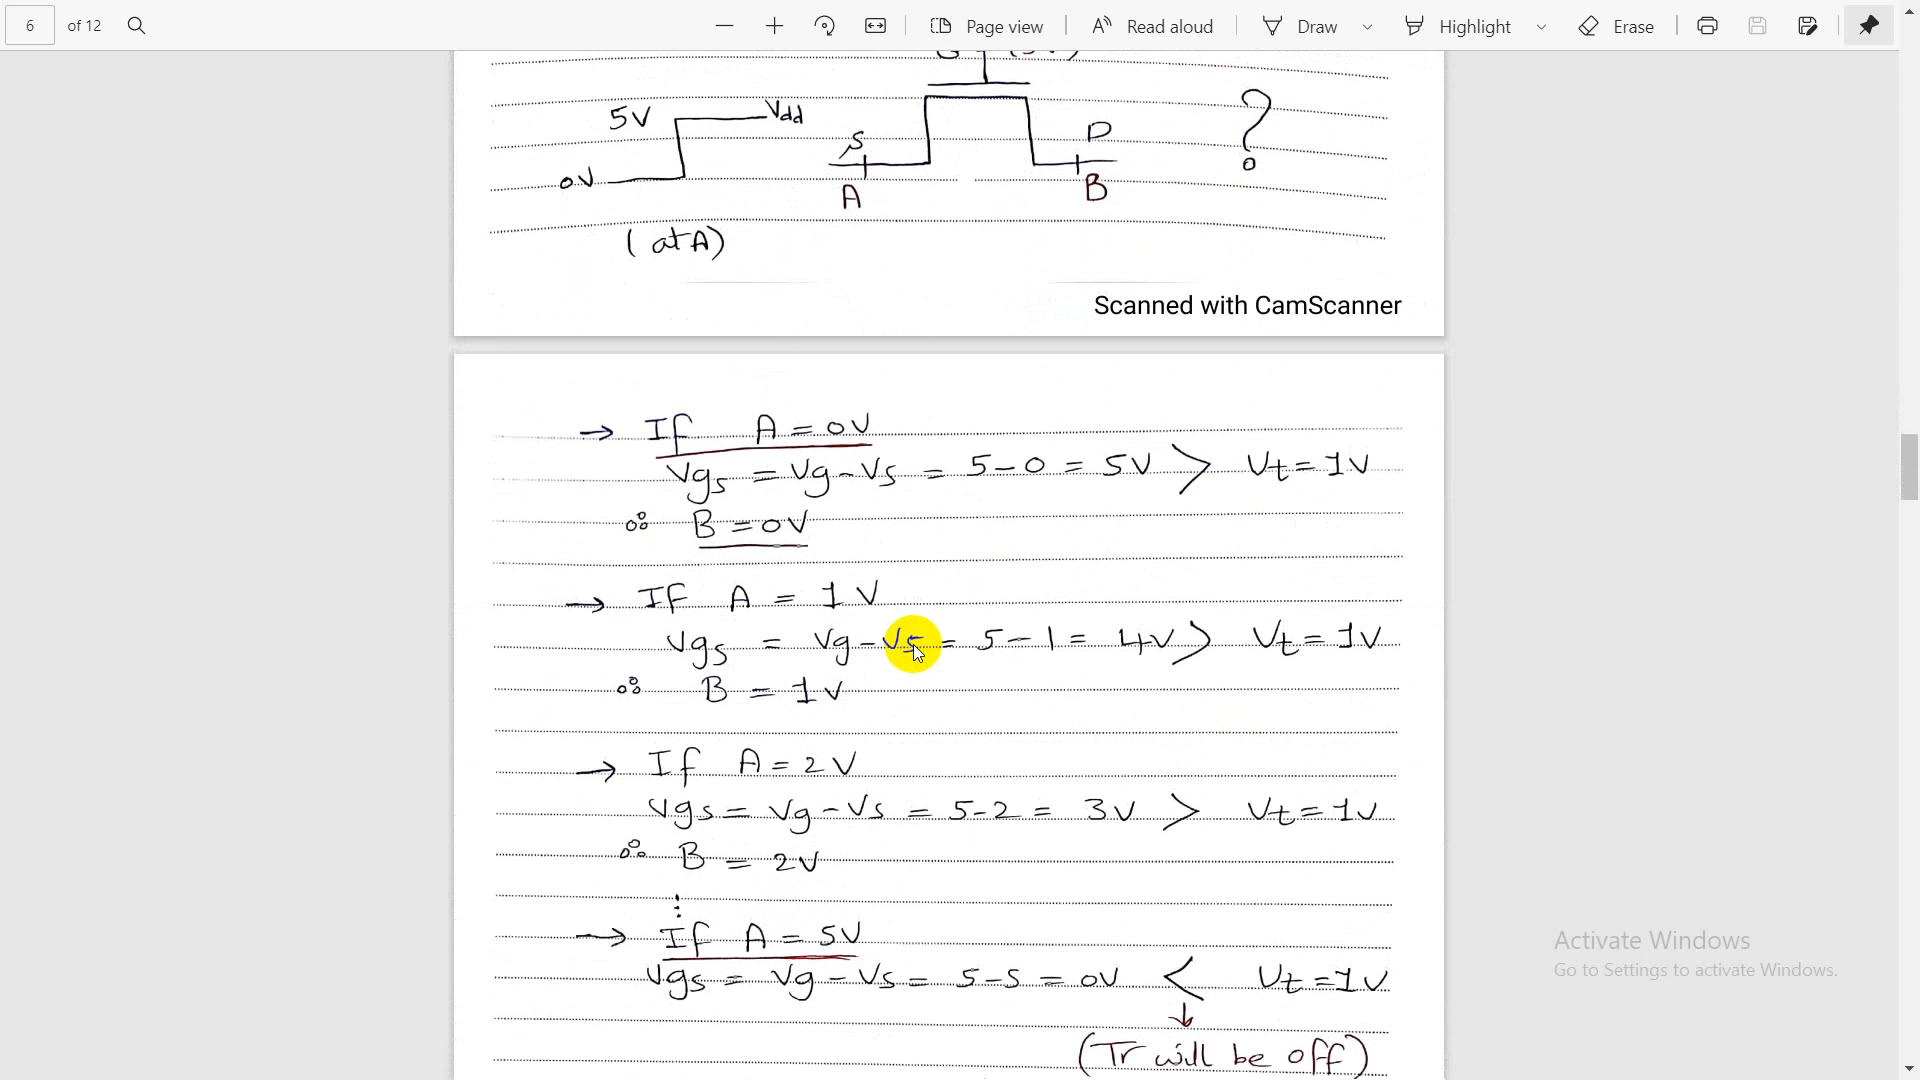 6 of 12 Page view Read aloud Draw Highlight Erase
5V Vdd S D ?
0V A B
(at A)
Scanned with CamScanner
→ If A = 0V
Vgs = Vg - Vs = 5 - 0 = 5V > Vt = 1V
∴ B = 0V
→ If A = 1V
Vgs = Vg - Vs = 5 - 1 = 4V > Vt = 1V
∴ B = 1V
→ If A = 2V
Vgs = Vg - Vs = 5 - 2 = 3V > Vt = 1V
∴ B = 2V
⋮
→ If A = 5V
Vgs = Vg - Vs = 5 - 5 = 0V < Vt = 1V
↓
(Tr will be off)
Activate Windows
Go to Settings to activate Windows.